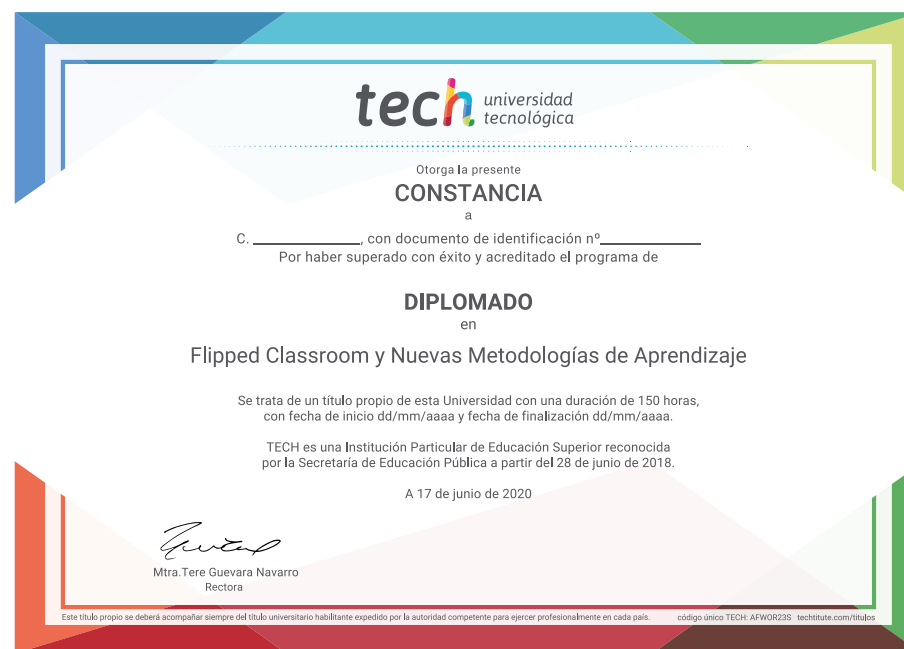 tech universidad
tecnológica
Otorga la presente
CONSTANCIA
a
C. ______________, con documento de identificación nº_____________
Por haber superado con éxito y acreditado el programa de
DIPLOMADO
en
Flipped Classroom y Nuevas Metodologías de Aprendizaje
Se trata de un título propio de esta Universidad con una duración de 150 horas,
con fecha de inicio dd/mm/aaaa y fecha de finalización dd/mm/aaaa.
TECH es una Institución Particular de Educación Superior reconocida
por la Secretaría de Educación Pública a partir del 28 de junio de 2018.
A 17 de junio de 2020
Mtra.Tere Guevara Navarro
Rectora
Este título propio se deberá acompañar siempre del título universitario habilitante expedido por la autoridad competente para ejercer profesionalmente en cada país. código único TECH: AFWOR23S techtitute.com/titulos